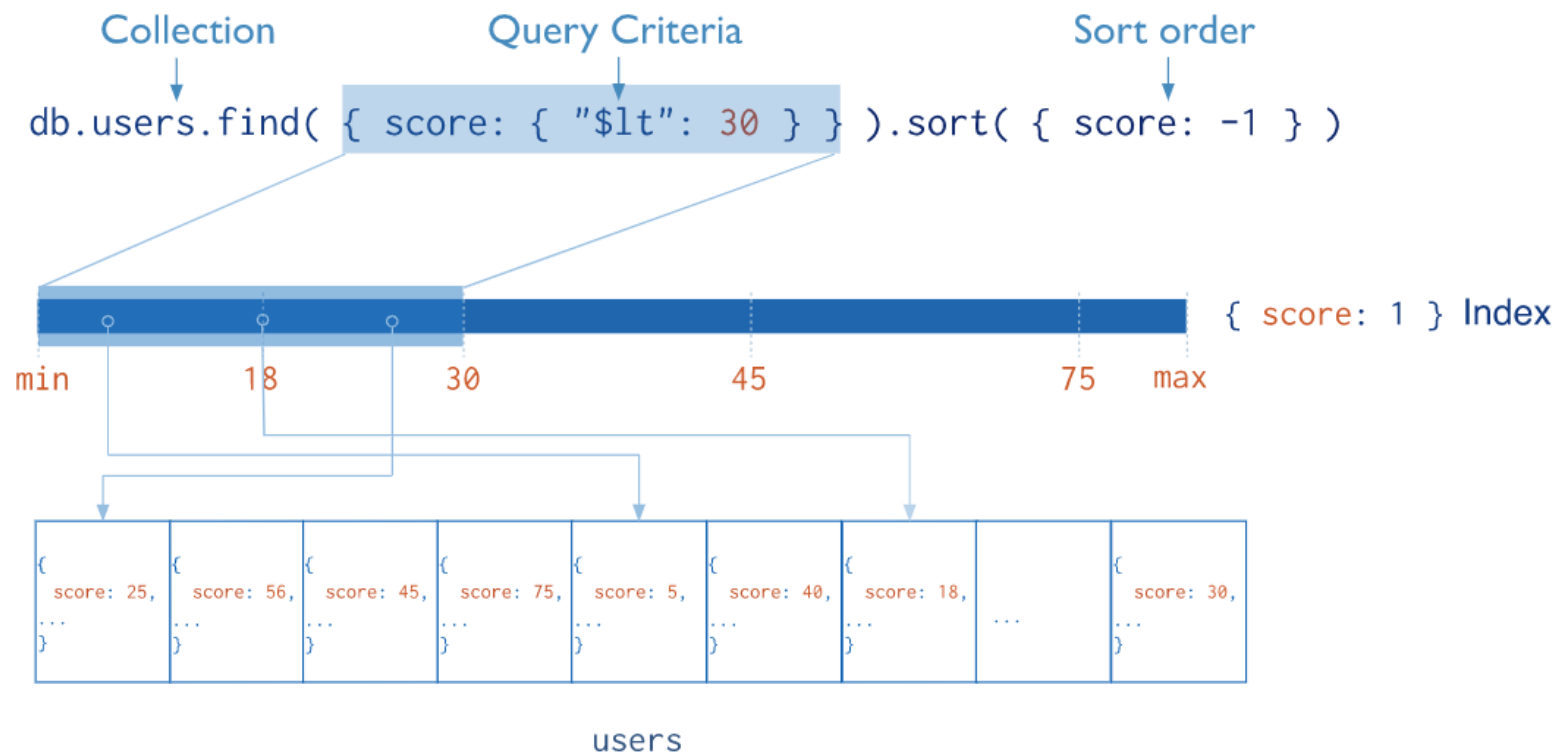 Collection Query Criteria Sort order
db.users.find( { score: { "$lt": 30 } } ).sort( { score: -1 } )
{ score: 1 } Index
min 18 30 45 75 max
{ { { { { { { {
score: 25, score: 56, score: 45, score: 75, score: 5, score: 40, score: 18, score: 30,
... ... ... ... ... ... ... ... ...
} } } } } } } }
users